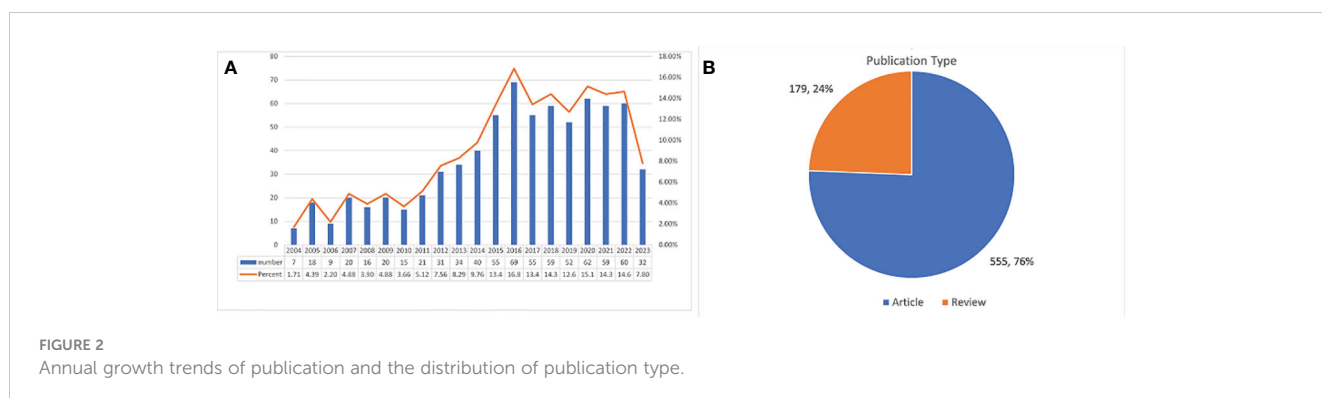 A
80
70
60
50
40
30
20
10
0
18.00%
16.00%
14.00%
12.00%
10.00%
8.00%
6.00%
4.00%
2.00%
0.00%
2004 2005 2006 2007 2008 2009 2010 2011 2012 2013 2014 2015 2016 2017 2018 2019 2020 2021 2022 2023
number 7 18 9 20 16 20 15 21 31 34 40 55 69 55 59 52 62 59 60 32
Percent 1.71 4.39 2.20 4.88 3.90 4.88 3.66 5.12 7.56 8.29 9.76 13.4 16.8 13.4 14.3 12.6 15.1 14.3 14.6 7.80
B
Publication Type
179, 24%
555, 76%
Article Review
FIGURE 2
Annual growth trends of publication and the distribution of publication type.